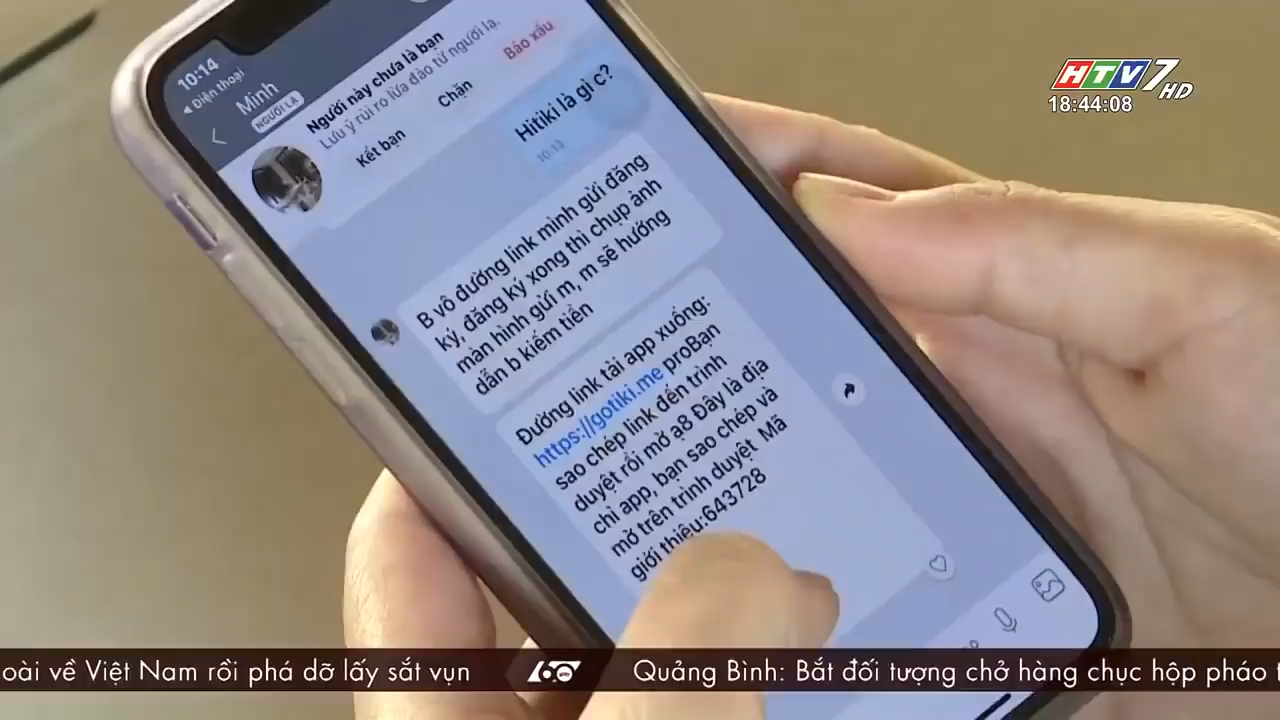 HTV7 HD
18:44:08
10:14
Điện thoại
Minh
NGƯỜI LẠ
Người này chưa là bạn
Lưu ý rủi ro lừa đảo từ người lạ.
Kết bạn
Chặn
Báo xấu
Hitiki là gì c?
10:13
B vô đường link mình gửi đăng
ký, đăng ký xong thì chụp ảnh
màn hình gửi m, m sẽ hướng
dẫn b kiếm tiền
Đường link tải app xuống:
https://gotiki.me proBạn
sao chép link đến trình
duyệt rồi mở ạ8 Đây là địa
chỉ app, bạn sao chép và
mở trên trình duyệt Mã
giới thiệu:643728
oài về Việt Nam rồi phá dỡ lấy sắt vụn
60
Quảng Bình: Bắt đối tượng chở hàng chục hộp pháo t